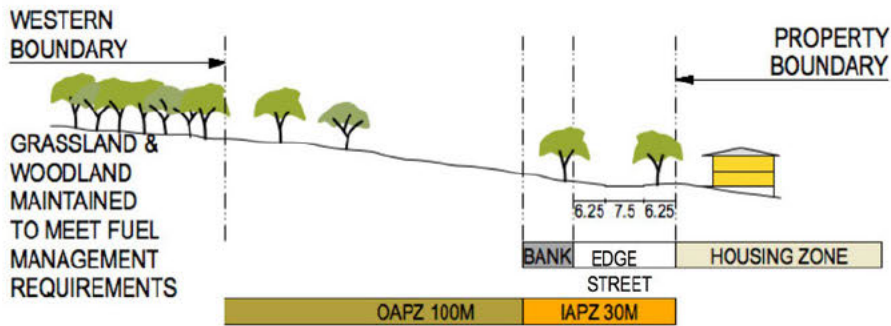 WESTERN
BOUNDARY
PROPERTY
BOUNDARY
GRASSLAND &
WOODLAND
MAINTAINED
TO MEET FUEL
MANAGEMENT
REQUIREMENTS
6.25 7.5 6.25
BANK
EDGE
STREET
HOUSING ZONE
OAPZ 100M
IAPZ 30M